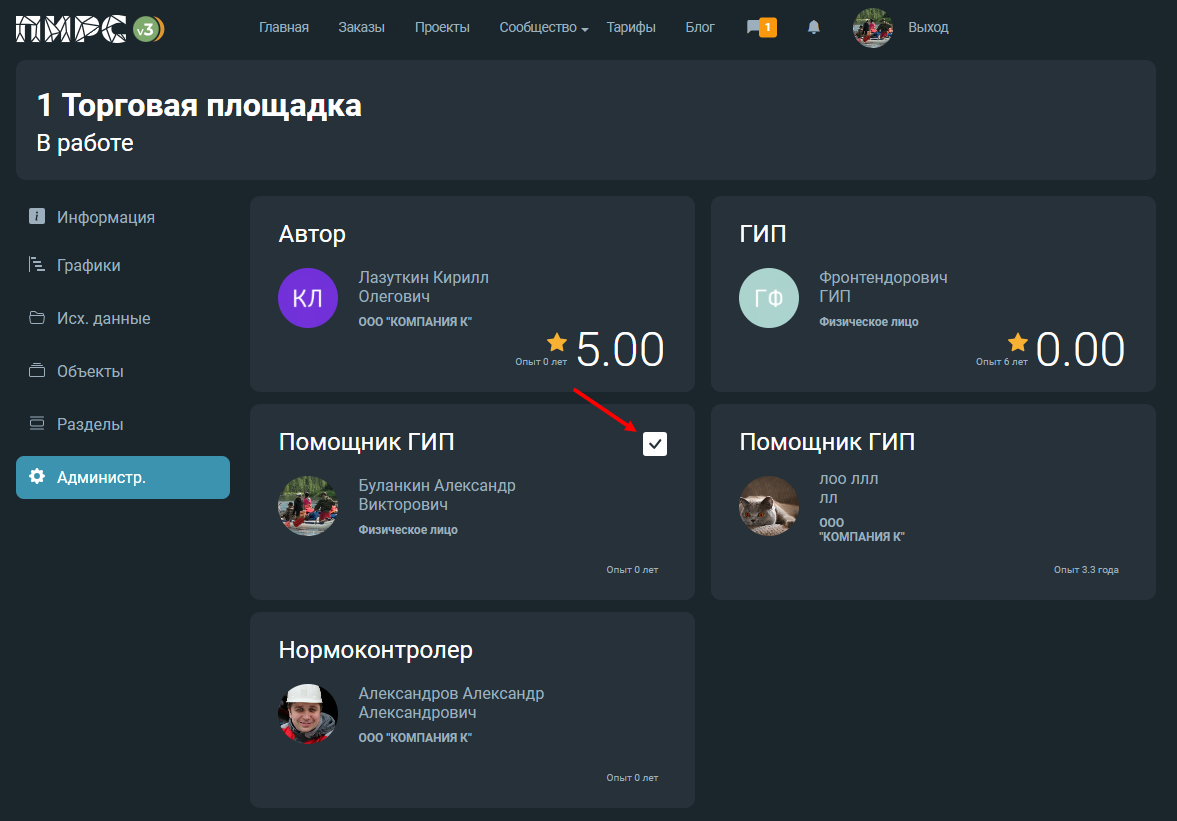 ПИРС v3
Главная Заказы Проекты Сообщество Тарифы Блог 1 Выход
1 Торговая площадка
В работе
Информация
Графики
Исх. данные
Объекты
Разделы
Администр.
Автор
КЛ
Лазуткин Кирилл
Олегович
ООО "КОМПАНИЯ К"
Опыт 0 лет 5.00
ГИП
ГФ
Фронтендорович
ГИП
Физическое лицо
Опыт 6 лет 0.00
Помощник ГИП
Буланкин Александр
Викторович
Физическое лицо
Опыт 0 лет
Помощник ГИП
лоо ллл
лл
ООО
"КОМПАНИЯ К"
Опыт 3.3 года
Нормоконтролер
Александров Александр
Александрович
ООО "КОМПАНИЯ К"
Опыт 0 лет